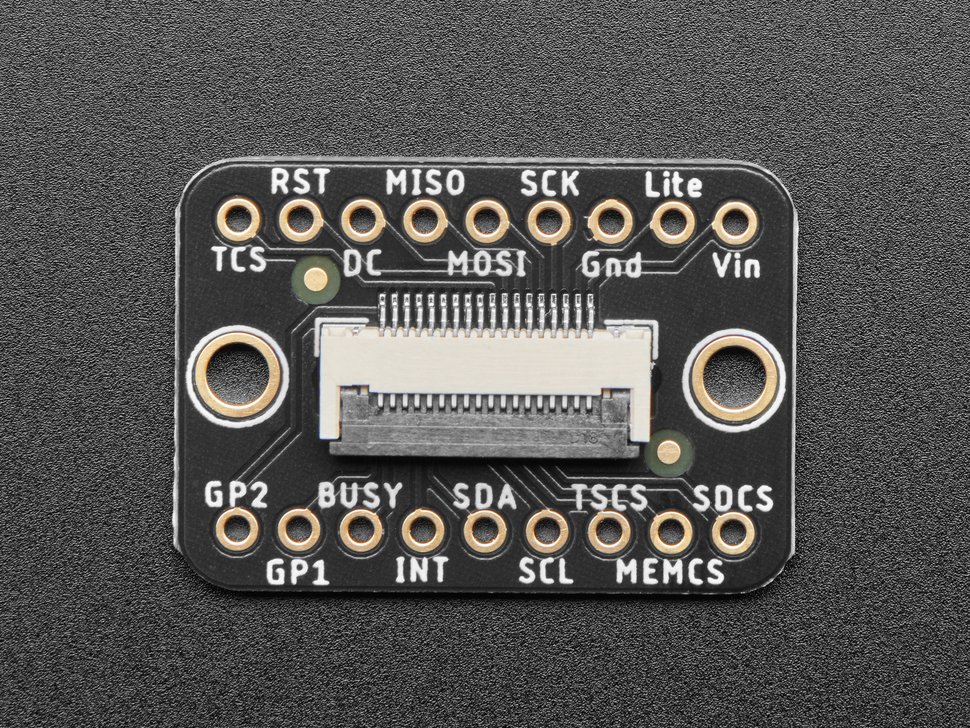 RST MISO SCK Lite
TCS DC MOSI Gnd Vin
GP2 BUSY SDA TSCS SDCS
GP1 INT SCL MEMCS